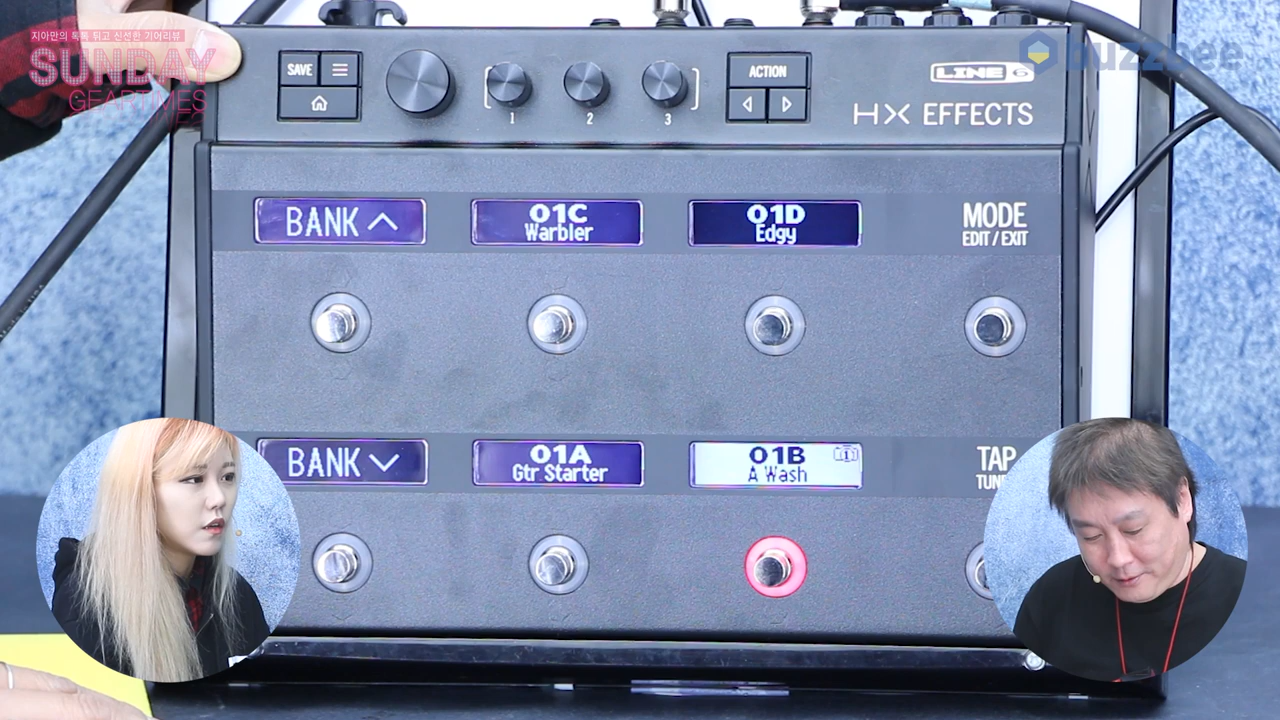 지아만의 톡톡 튀고 신선한 기어리뷰
SUNDAY
GEARTIMES
buzzbee
SAVE
ACTION
LINE 6
1
2
3
HX EFFECTS
BANK
01C
Warbler
01D
Edgy
MODE
EDIT / EXIT
BANK
01A
Gtr Starter
01B
1
A Wash
TAP